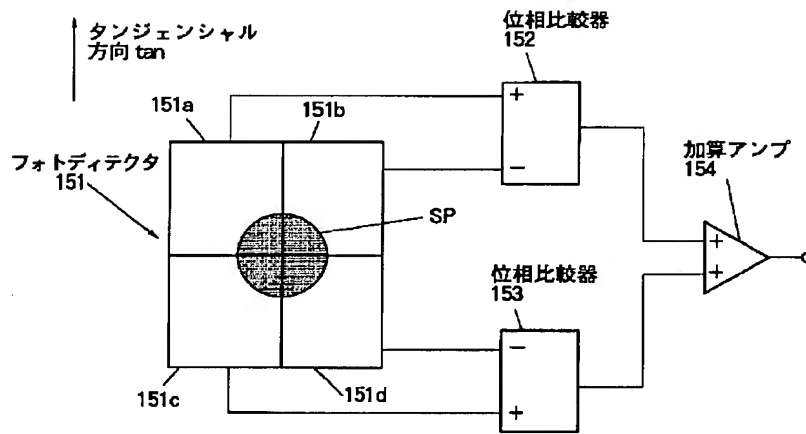 タンジェンシャル
方向 tan
位相比較器
152
151a
151b
+
−
フォトディテクタ
151
SP
加算アンプ
154
+
+
位相比較器
153
−
+
151c
151d